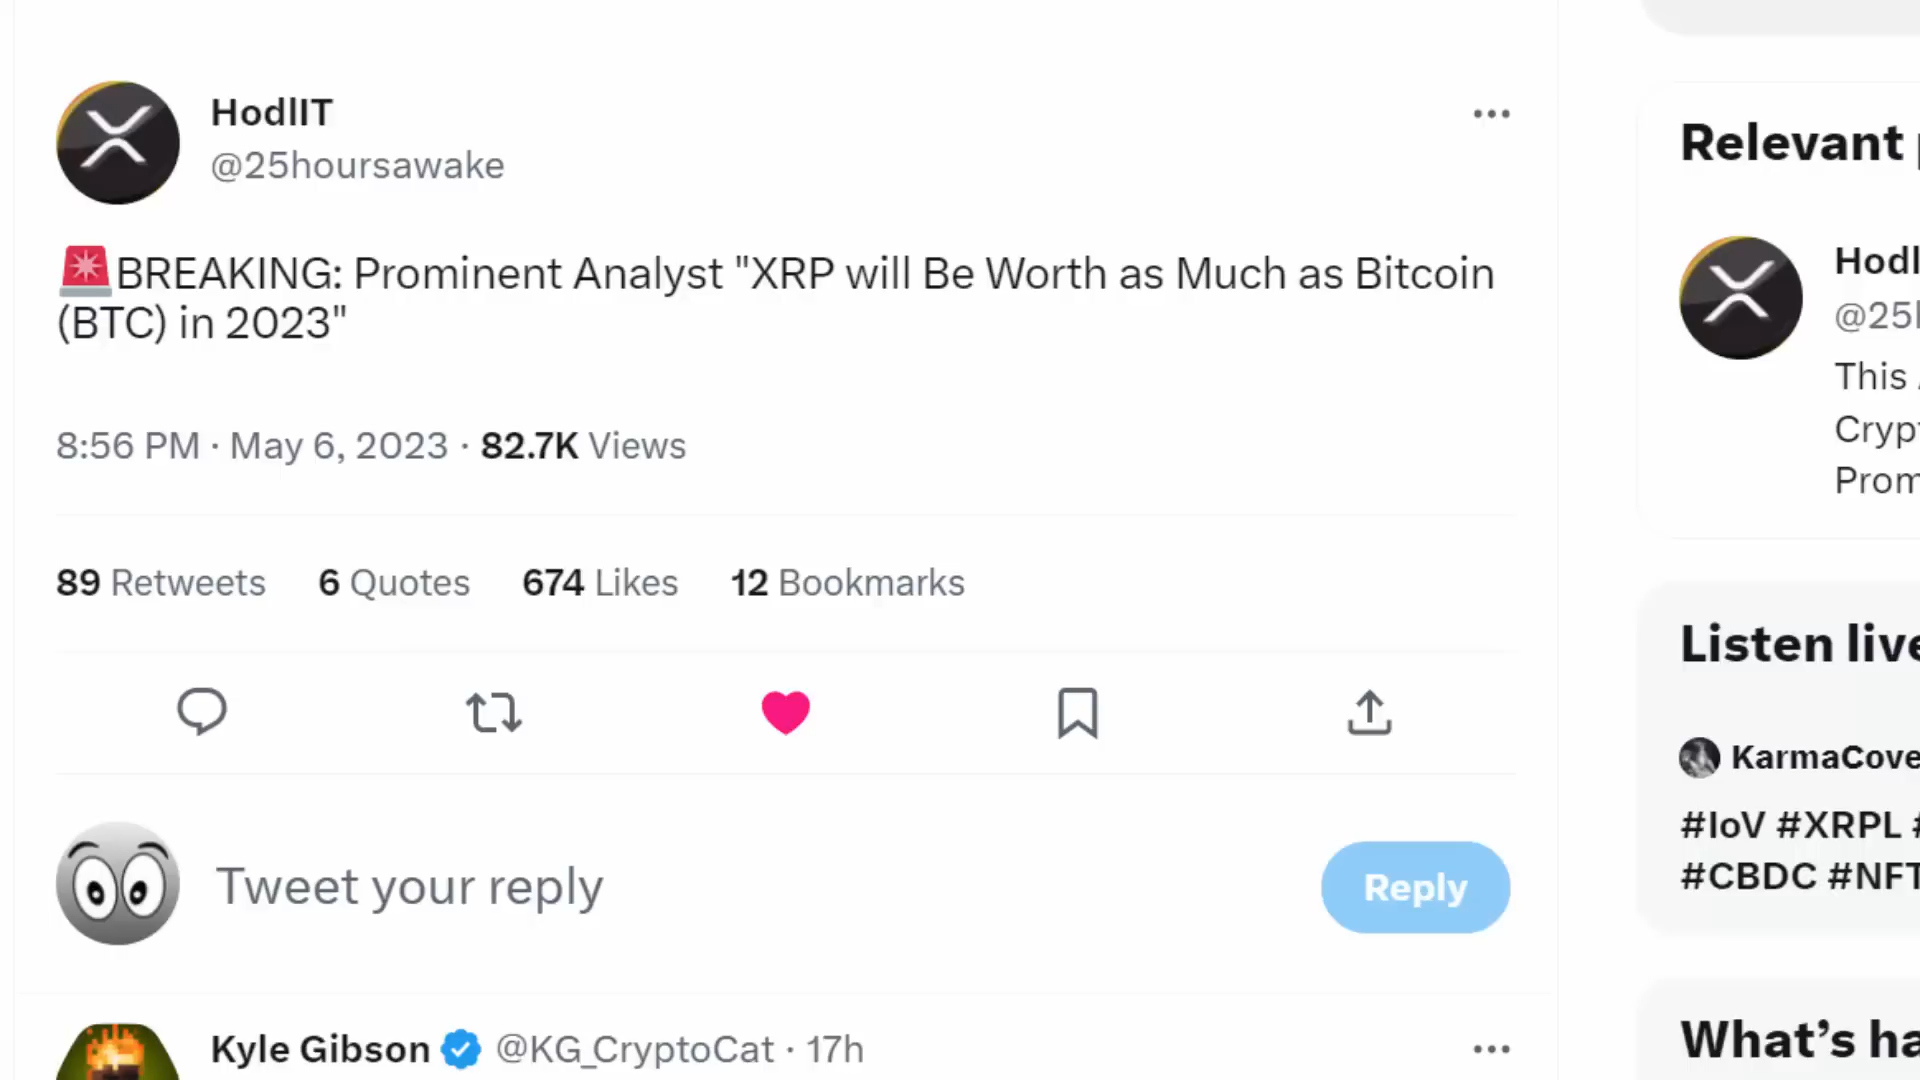 HodlIT
@25hoursawake
🚨BREAKING: Prominent Analyst "XRP will Be Worth as Much as Bitcoin
(BTC) in 2023"
8:56 PM · May 6, 2023 · 82.7K Views
89 Retweets 6 Quotes 674 Likes 12 Bookmarks
Tweet your reply
Reply
Kyle Gibson @KG_CryptoCat · 17h
Relevant
Hodl
@25
This
Cryp
Prom
Listen live
KarmaCove
#IoV #XRPL #
#CBDC #NFT
What's ha